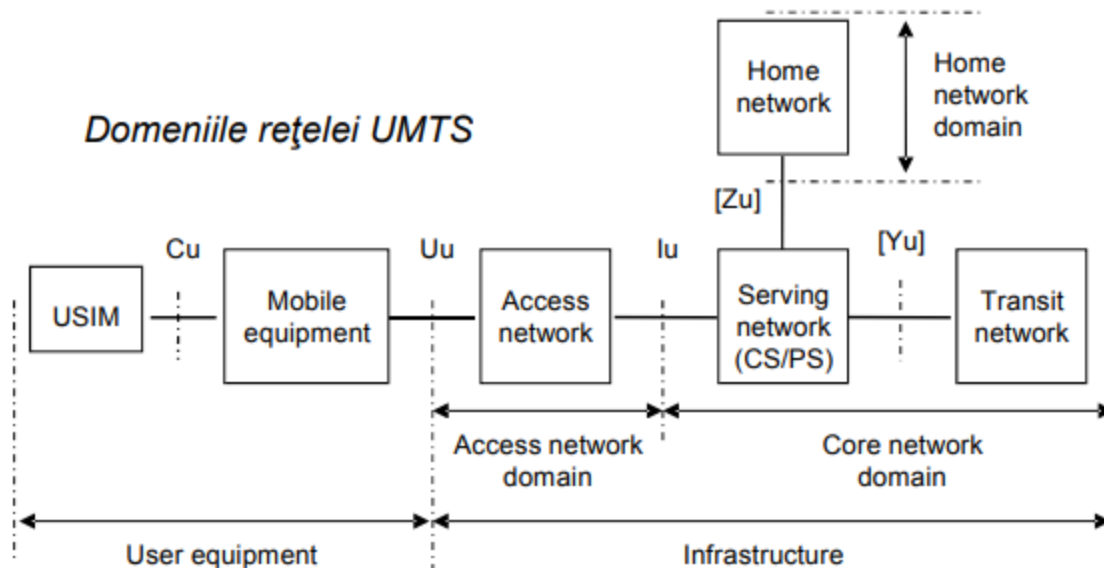 Home
network
Home
network
domain
Domeniile reţelei UMTS
[Zu]
Cu
Uu
Iu
[Yu]
USIM
Mobile
equipment
Access
network
Serving
network
(CS/PS)
Transit
network
Access network
domain
Core network
domain
User equipment
Infrastructure